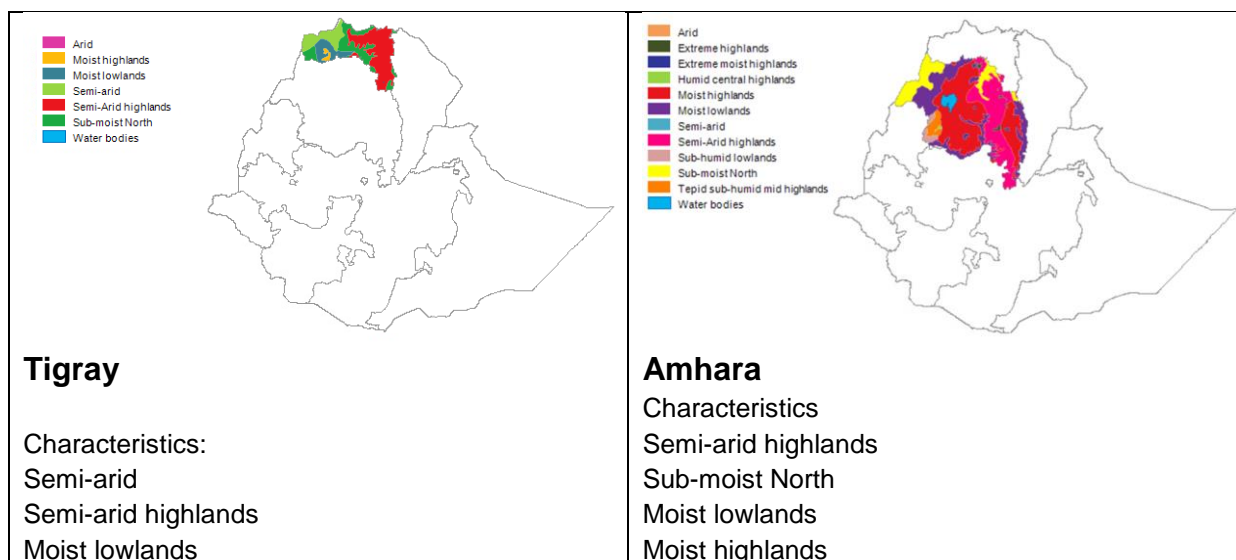 Arid
Moist highlands
Moist lowlands
Semi-arid
Semi-Arid highlands
Sub-moist North
Water bodies
Tigray
Characteristics:
Semi-arid
Semi-arid highlands
Moist lowlands
Arid
Extreme highlands
Extreme moist highlands
Humid central highlands
Moist highlands
Moist lowlands
Semi-arid
Semi-Arid highlands
Sub-humid lowlands
Sub-moist North
Tepid sub-humid mid highlands
Water bodies
Amhara
Characteristics
Semi-arid highlands
Sub-moist North
Moist lowlands
Moist highlands